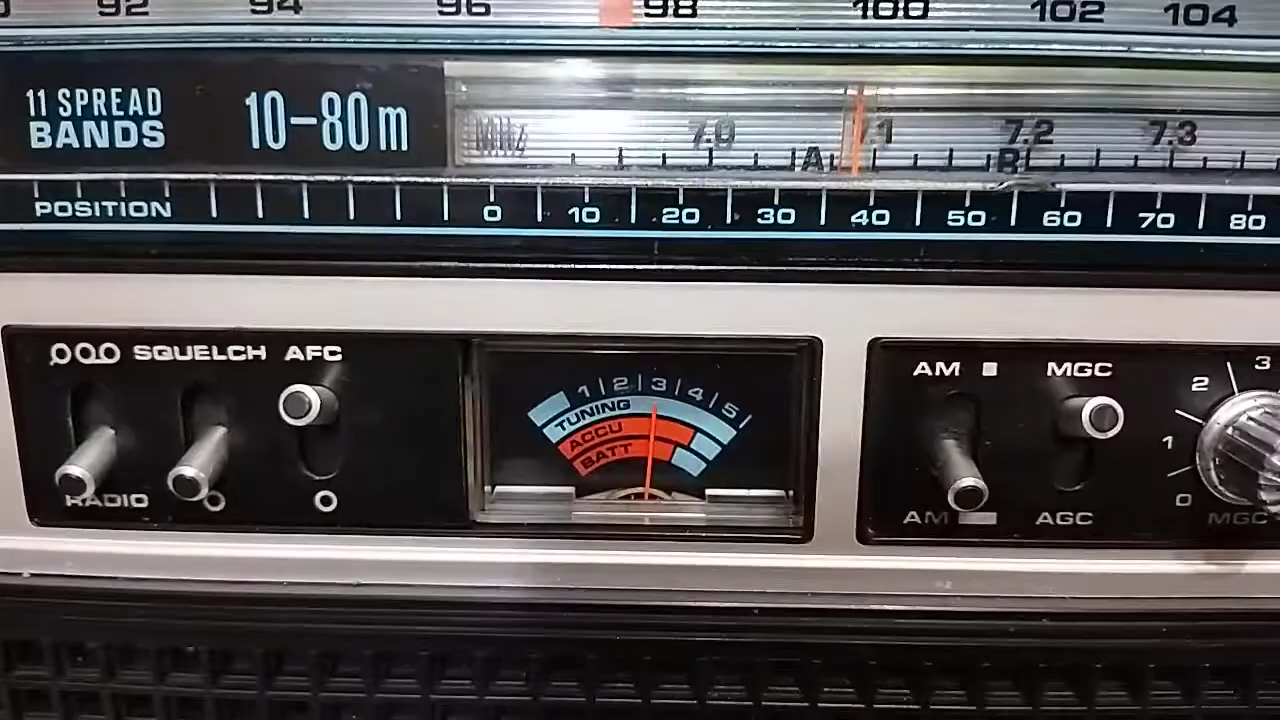 92 94 96 98 100 102 104
11 SPREAD
BANDS
10-80m
MHz 7.0 7.1 7.2 7.3
A B
POSITION 0 10 20 30 40 50 60 70 80
SQUELCH AFC
RADIO
1 2 3 4 5
TUNING
ACCU
BATT
AM MGC
AM AGC
0 1 2 3
MGC